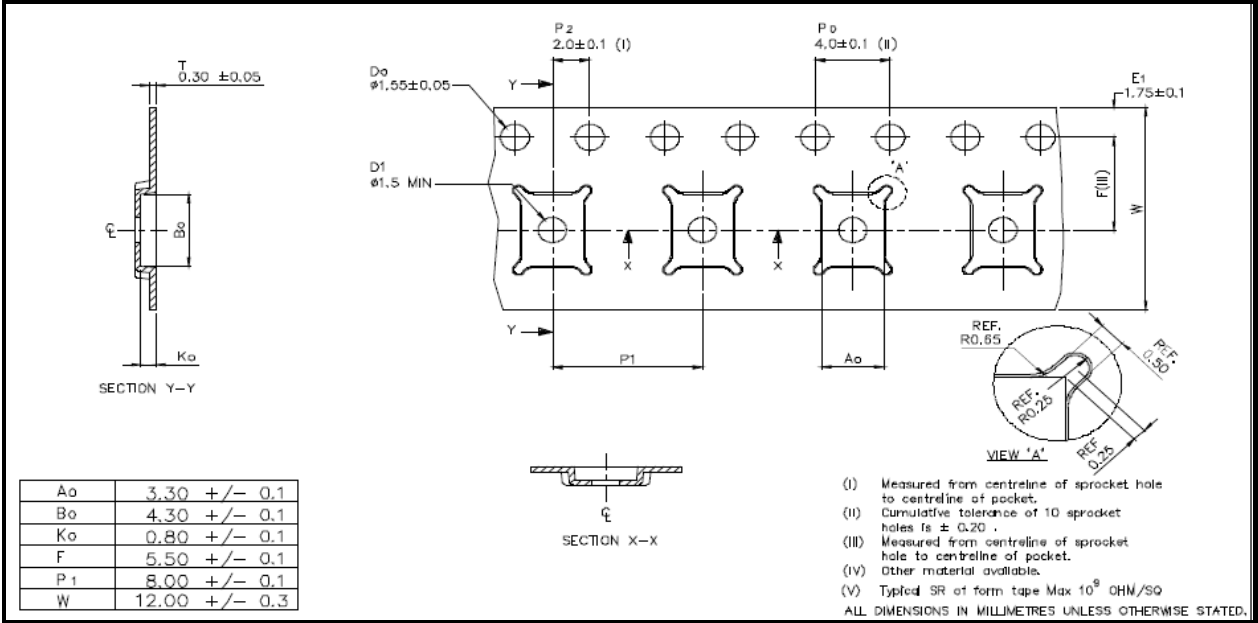 T
0.30 ±0.05
P2
2.0±0.1 (I)
Po
4.0±0.1 (II)
Do
ø1.55±0.05
Y
E1
1.75±0.1
D1
ø1.5 MIN
'A'
F(III)
W
℄
Bo
X
X
Ko
SECTION Y-Y
Y
P1
Ao
REF.
R0.65
REF.
0.50
REF.
R0.25
REF
0.25
VIEW 'A'
℄
SECTION X-X
Ao 3.30 +/- 0.1
Bo 4.30 +/- 0.1
Ko 0.80 +/- 0.1
F 5.50 +/- 0.1
P1 8.00 +/- 0.1
W 12.00 +/- 0.3
(I) Measured from centreline of sprocket hole
to centreline of pocket.
(II) Cumulative tolerance of 10 sprocket
holes is ± 0.20 .
(III) Measured from centreline of sprocket
hole to centreline of pocket.
(IV) Other material available.
(V) Typical SR of form tape Max 10⁹ OHM/SQ
ALL DIMENSIONS IN MILLIMETRES UNLESS OTHERWISE STATED.